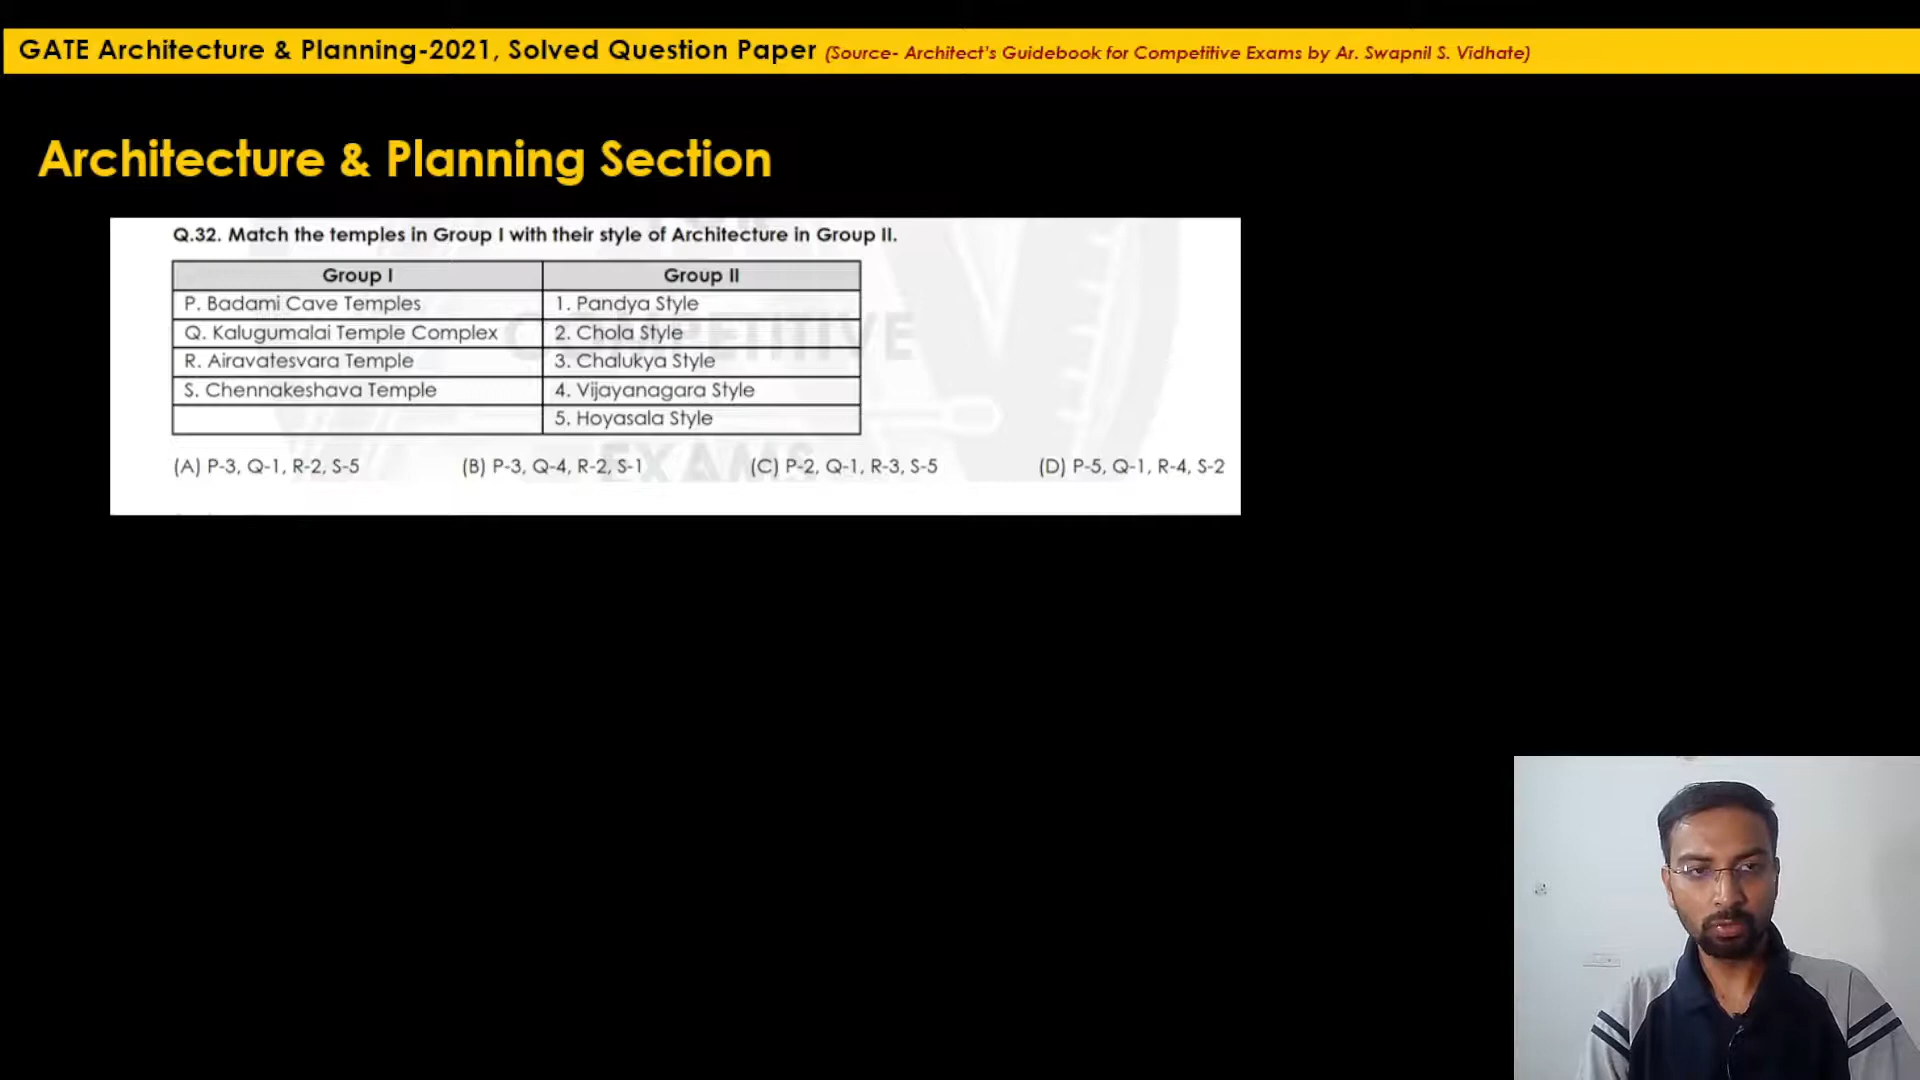 GATE Architecture & Planning-2021, Solved Question Paper (Source- Architect's Guidebook for Competitive Exams by Ar. Swapnil S. Vidhate)
Architecture & Planning Section
Q.32. Match the temples in Group I with their style of Architecture in Group II.
Group I Group II
P. Badami Cave Temples 1. Pandya Style
Q. Kalugumalai Temple Complex 2. Chola Style
R. Airavatesvara Temple 3. Chalukya Style
S. Chennakeshava Temple 4. Vijayanagara Style
5. Hoyasala Style
(A) P-3, Q-1, R-2, S-5 (B) P-3, Q-4, R-2, S-1 (C) P-2, Q-1, R-3, S-5 (D) P-5, Q-1, R-4, S-2
COMPETITIVE
EXAMS